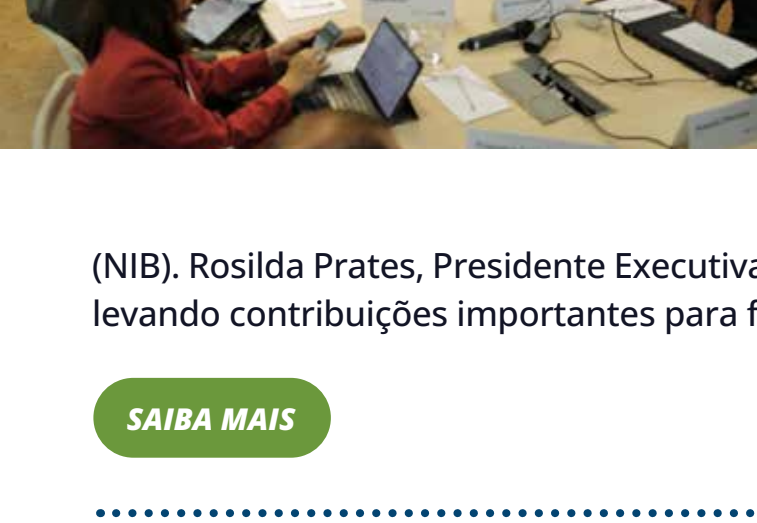 (NIB). Rosilda Prates, Presidente Executiva
levando contribuições importantes para f
SAIBA MAIS